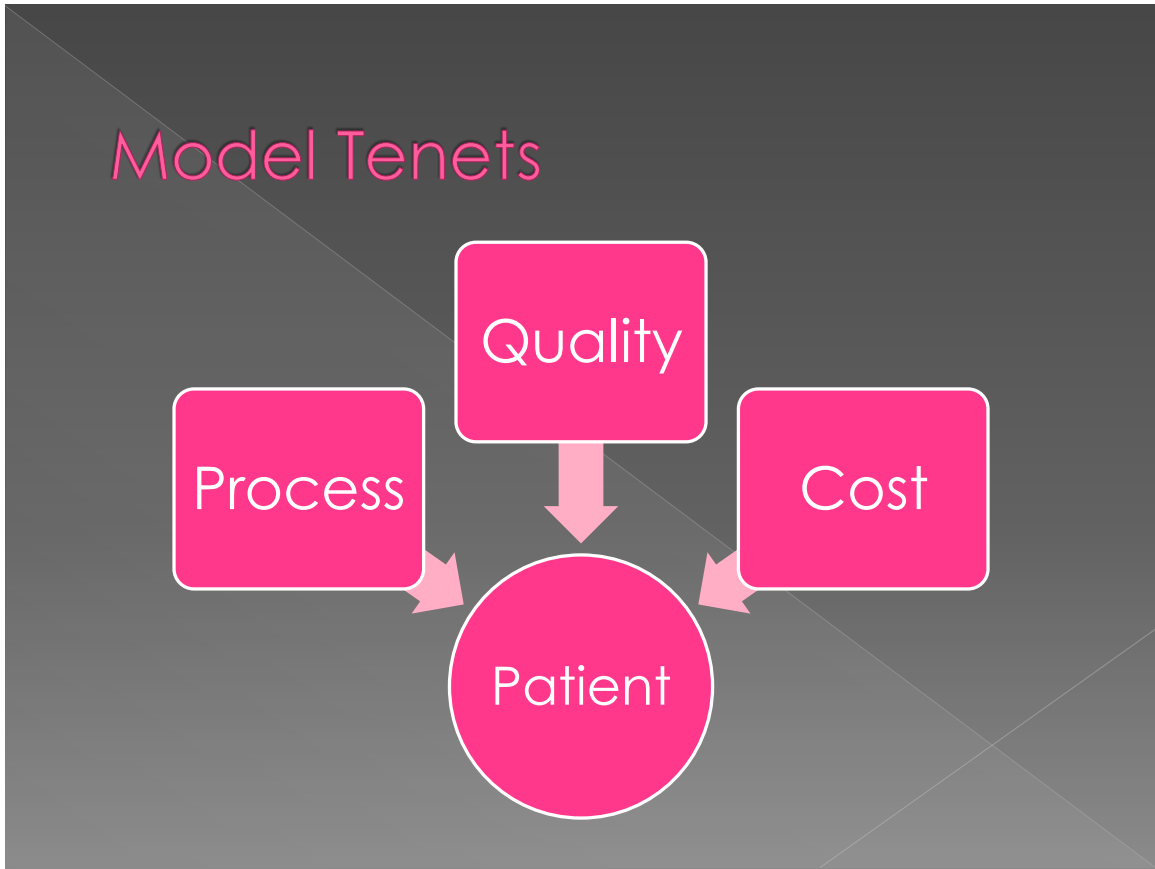 Model Tenets
Quality
Process
Cost
Patient